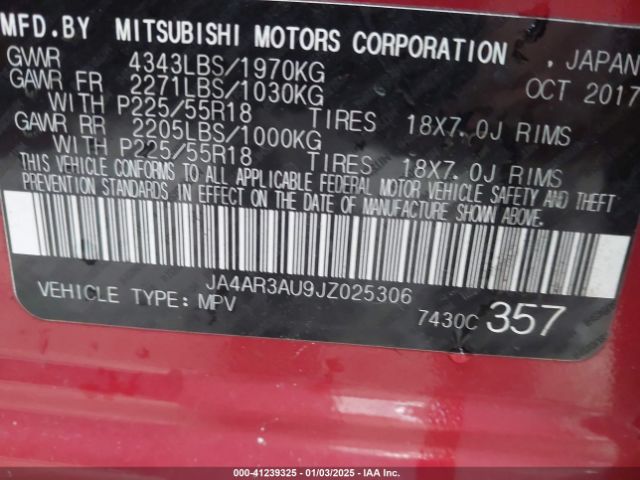 MFD.BY MITSUBISHI MOTORS CORPORATION , JAPAN
GVWR 4343LBS/1970KG OCT 2017
GAWR FR 2271LBS/1030KG
WITH P225/55R18 TIRES 18X7.0J RIMS
GAWR RR 2205LBS/1000KG
WITH P225/55R18 TIRES 18X7.0J RIMS
THIS VEHICLE CONFORMS TO ALL APPLICABLE FEDERAL MOTOR VEHICLE SAFETY AND THEFT
PREVENTION STANDARDS IN EFFECT ON THE DATE OF MANUFACTURE SHOWN ABOVE.
JA4AR3AU9JZ025306
VEHICLE TYPE: MPV 7430C 357
004-41239325 - 01/03/2025 - IAA Inc.